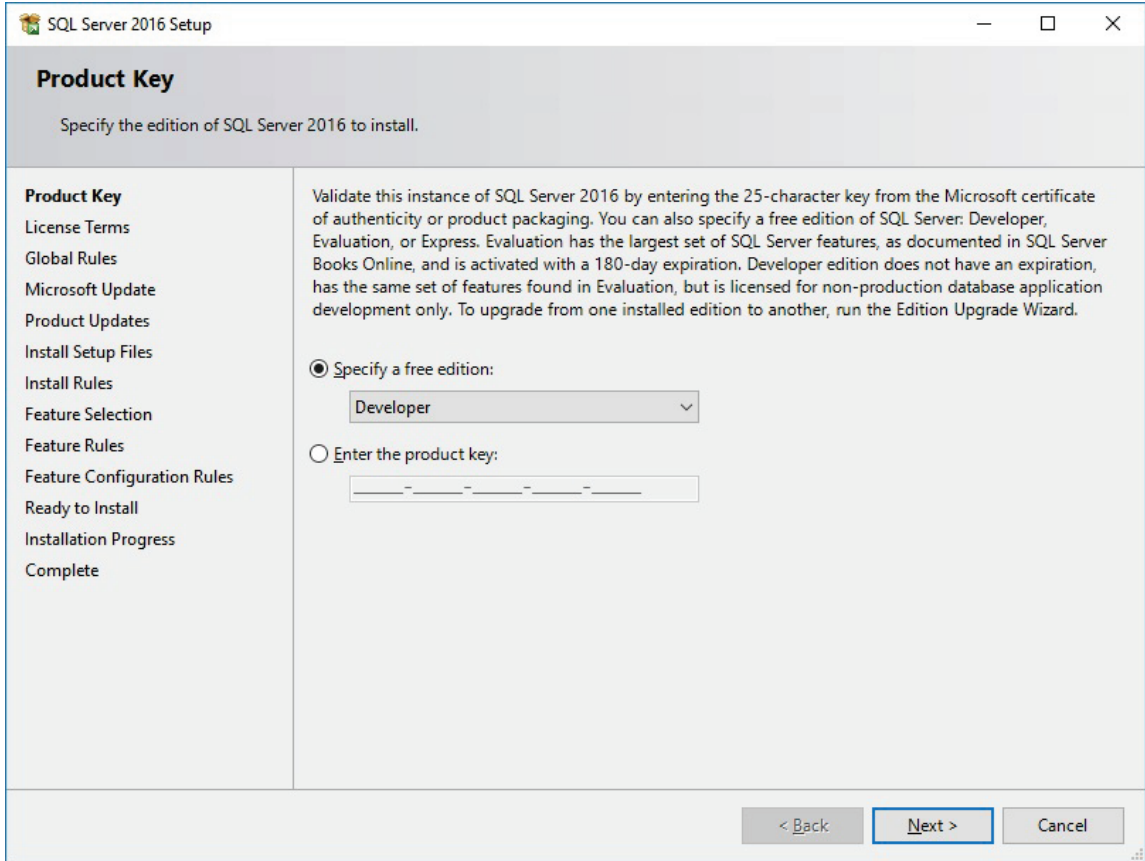 SQL Server 2016 Setup
Product Key
Specify the edition of SQL Server 2016 to install.
Product Key
License Terms
Global Rules
Microsoft Update
Product Updates
Install Setup Files
Install Rules
Feature Selection
Feature Rules
Feature Configuration Rules
Ready to Install
Installation Progress
Complete
Validate this instance of SQL Server 2016 by entering the 25-character key from the Microsoft certificate
of authenticity or product packaging. You can also specify a free edition of SQL Server: Developer,
Evaluation, or Express. Evaluation has the largest set of SQL Server features, as documented in SQL Server
Books Online, and is activated with a 180-day expiration. Developer edition does not have an expiration,
has the same set of features found in Evaluation, but is licensed for non-production database application
development only. To upgrade from one installed edition to another, run the Edition Upgrade Wizard.
Specify a free edition:
Developer
Enter the product key:
_____-_____-_____-_____-_____
< Back
Next >
Cancel